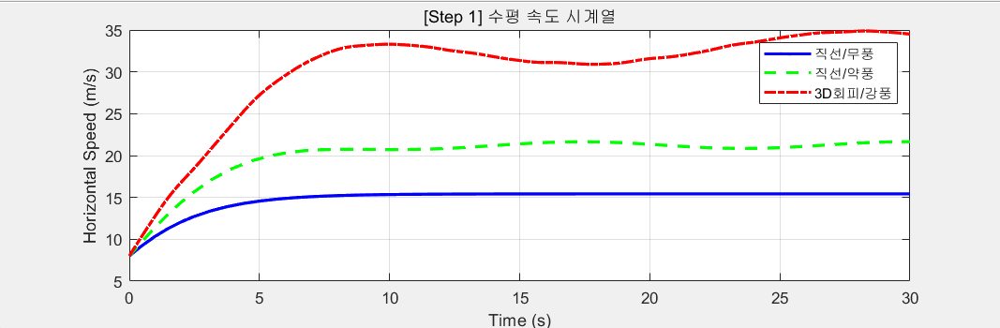 [Step 1] 수평 속도 시계열
35
30
25
20
15
10
5
Horizontal Speed (m/s)
직선/무풍
직선/약풍
3D회피/강풍
0 5 10 15 20 25 30
Time (s)